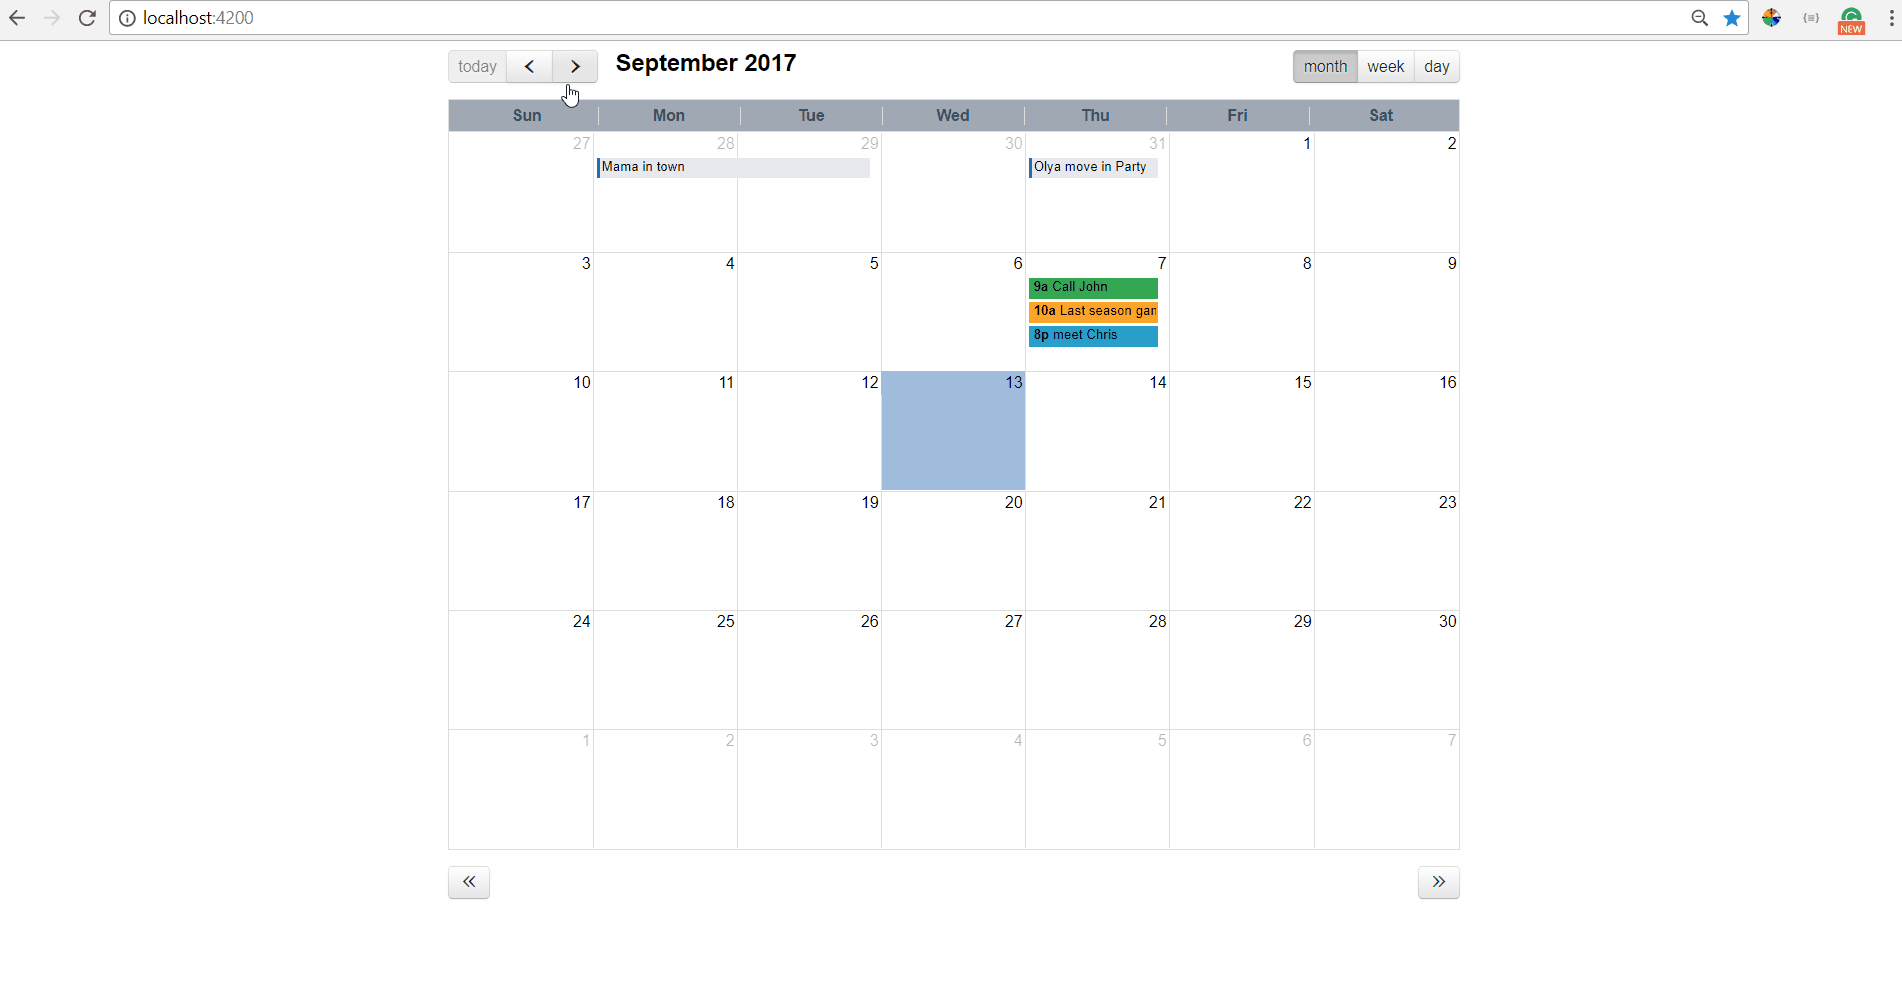 localhost:4200
NEW
today
September 2017
month week day
Sun Mon Tue Wed Thu Fri Sat
27 28 29 30 31 1 2
Mama in town Olya move in Party
3 4 5 6 7 8 9
9a Call John
10a Last season gam
8p meet Chris
10 11 12 13 14 15 16
17 18 19 20 21 22 23
24 25 26 27 28 29 30
1 2 3 4 5 6 7